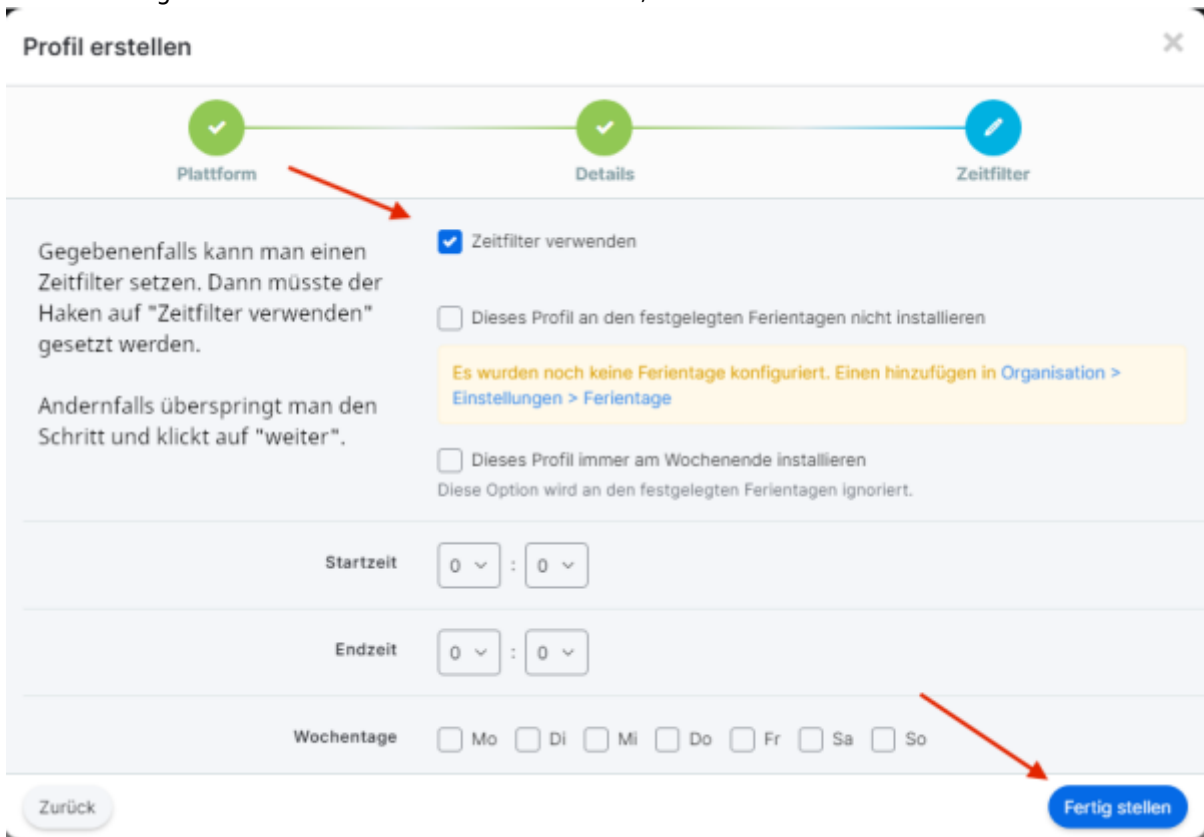 Profil erstellen
Plattform
Details
Zeitfilter
Gegebenenfalls kann man einen
Zeitfilter setzen. Dann müsste der
Haken auf "Zeitfilter verwenden"
gesetzt werden.
Andernfalls überspringt man den
Schritt und klickt auf "weiter".
Zeitfilter verwenden
Dieses Profil an den festgelegten Ferientagen nicht installieren
Es wurden noch keine Ferientage konfiguriert. Einen hinzufügen in Organisation >
Einstellungen > Ferientage
Dieses Profil immer am Wochenende installieren
Diese Option wird an den festgelegten Ferientagen ignoriert.
Startzeit 0 : 0
Endzeit 0 : 0
Wochentage Mo Di Mi Do Fr Sa So
Zurück
Fertig stellen